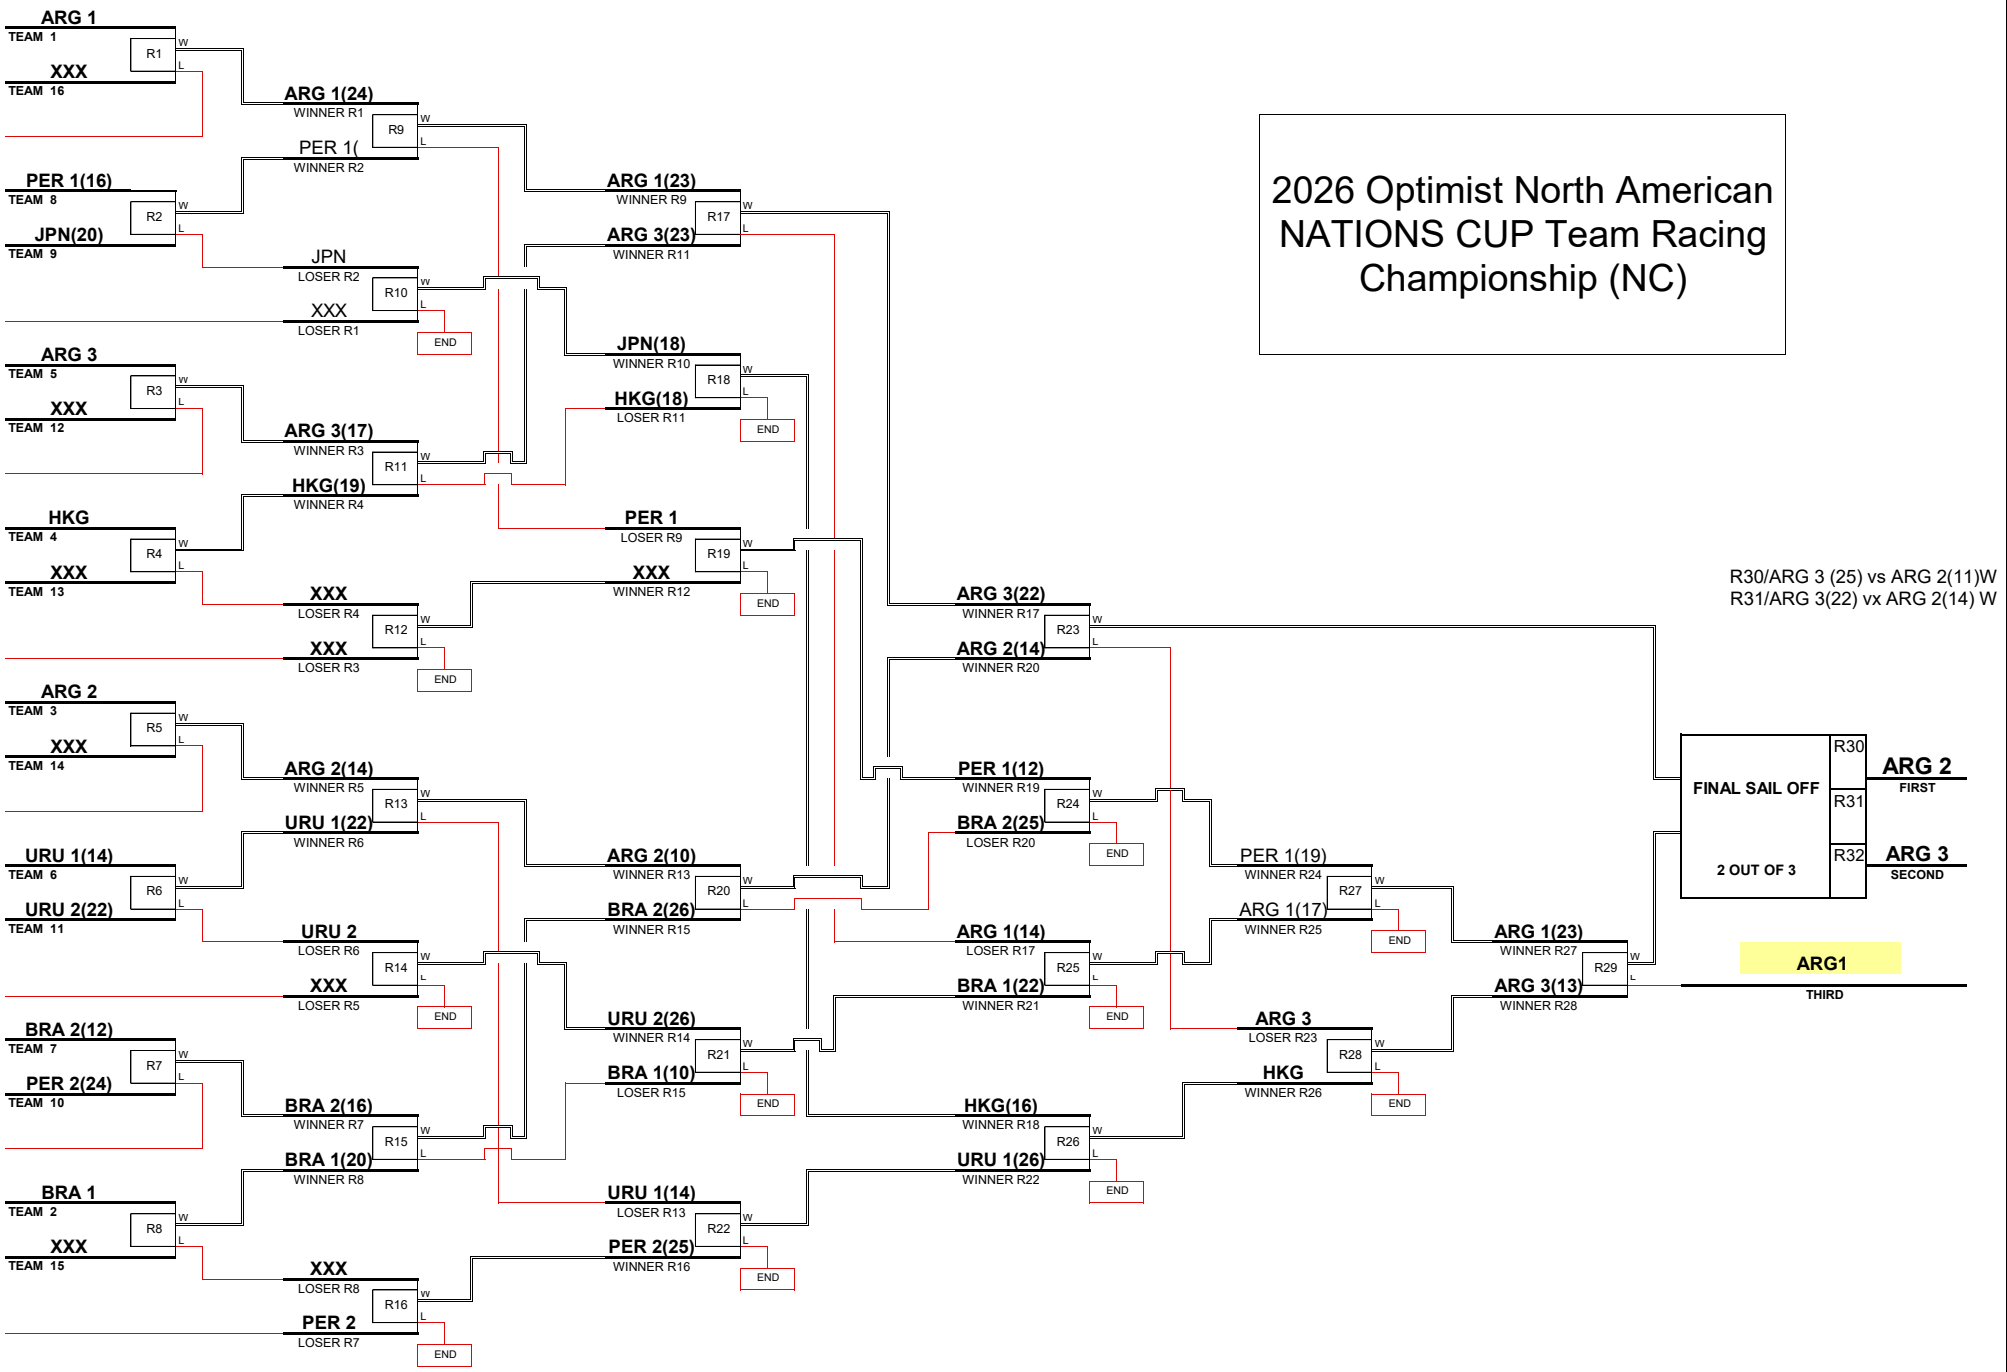 ARG 1
TEAM 1
R1
W
L
XXX
TEAM 16
PER 1(16)
TEAM 8
R2
W
L
JPN(20)
TEAM 9
ARG 3
TEAM 5
R3
W
L
XXX
TEAM 12
HKG
TEAM 4
R4
W
L
XXX
TEAM 13
ARG 2
TEAM 3
R5
W
L
XXX
TEAM 14
URU 1(14)
TEAM 6
R6
W
L
URU 2(22)
TEAM 11
BRA 2(12)
TEAM 7
R7
W
L
PER 2(24)
TEAM 10
BRA 1
TEAM 2
R8
W
L
XXX
TEAM 15
ARG 1(24)
WINNER R1
R9
W
L
PER 1(
WINNER R2
JPN
LOSER R2
R10
W
L
XXX
LOSER R1
END
ARG 3(17)
WINNER R3
R11
W
L
HKG(19)
WINNER R4
XXX
LOSER R4
R12
W
L
XXX
LOSER R3
END
ARG 2(14)
WINNER R5
R13
W
L
URU 1(22)
WINNER R6
URU 2
LOSER R6
R14
W
L
XXX
LOSER R5
END
BRA 2(16)
WINNER R7
R15
W
L
BRA 1(20)
WINNER R8
XXX
LOSER R8
R16
W
L
PER 2
LOSER R7
END
ARG 1(23)
WINNER R9
R17
W
L
ARG 3(23)
WINNER R11
JPN(18)
WINNER R10
R18
W
L
HKG(18)
LOSER R11
END
PER 1
LOSER R9
R19
W
L
XXX
WINNER R12
END
ARG 2(10)
WINNER R13
R20
W
L
BRA 2(26)
WINNER R15
URU 2(26)
WINNER R14
R21
W
L
BRA 1(10)
LOSER R15
END
URU 1(14)
LOSER R13
R22
W
L
PER 2(25)
WINNER R16
END
ARG 3(22)
WINNER R17
R23
W
L
ARG 2(14)
WINNER R20
PER 1(12)
WINNER R19
R24
W
L
BRA 2(25)
LOSER R20
END
ARG 1(14)
LOSER R17
R25
W
L
BRA 1(22)
WINNER R21
END
HKG(16)
WINNER R18
R26
W
L
URU 1(26)
WINNER R22
END
PER 1(19)
WINNER R24
R27
W
L
ARG 1(17)
WINNER R25
END
ARG 3
LOSER R23
R28
W
L
HKG
WINNER R26
END
ARG 1(23)
WINNER R27
R29
W
L
ARG 3(13)
WINNER R28
2026 Optimist North American
NATIONS CUP Team Racing
Championship (NC)
R30/ARG 3 (25) vs ARG 2(11)W
R31/ARG 3(22) vx ARG 2(14) W
FINAL SAIL OFF
2 OUT OF 3
R30
R31
R32
ARG 2
FIRST
ARG 3
SECOND
ARG1
THIRD